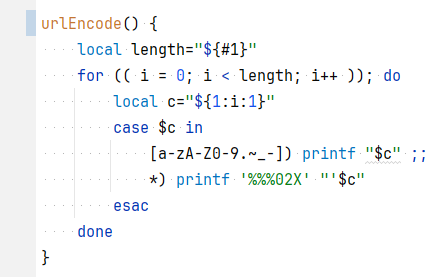 urlEncode() {
    local length="${#1}"
    for (( i = 0; i < length; i++ )); do
        local c="${1:i:1}"
        case $c in
            [a-zA-Z0-9.~_-]) printf "$c" ;;
            *) printf '%%%02X' "'$c"
        esac
    done
}